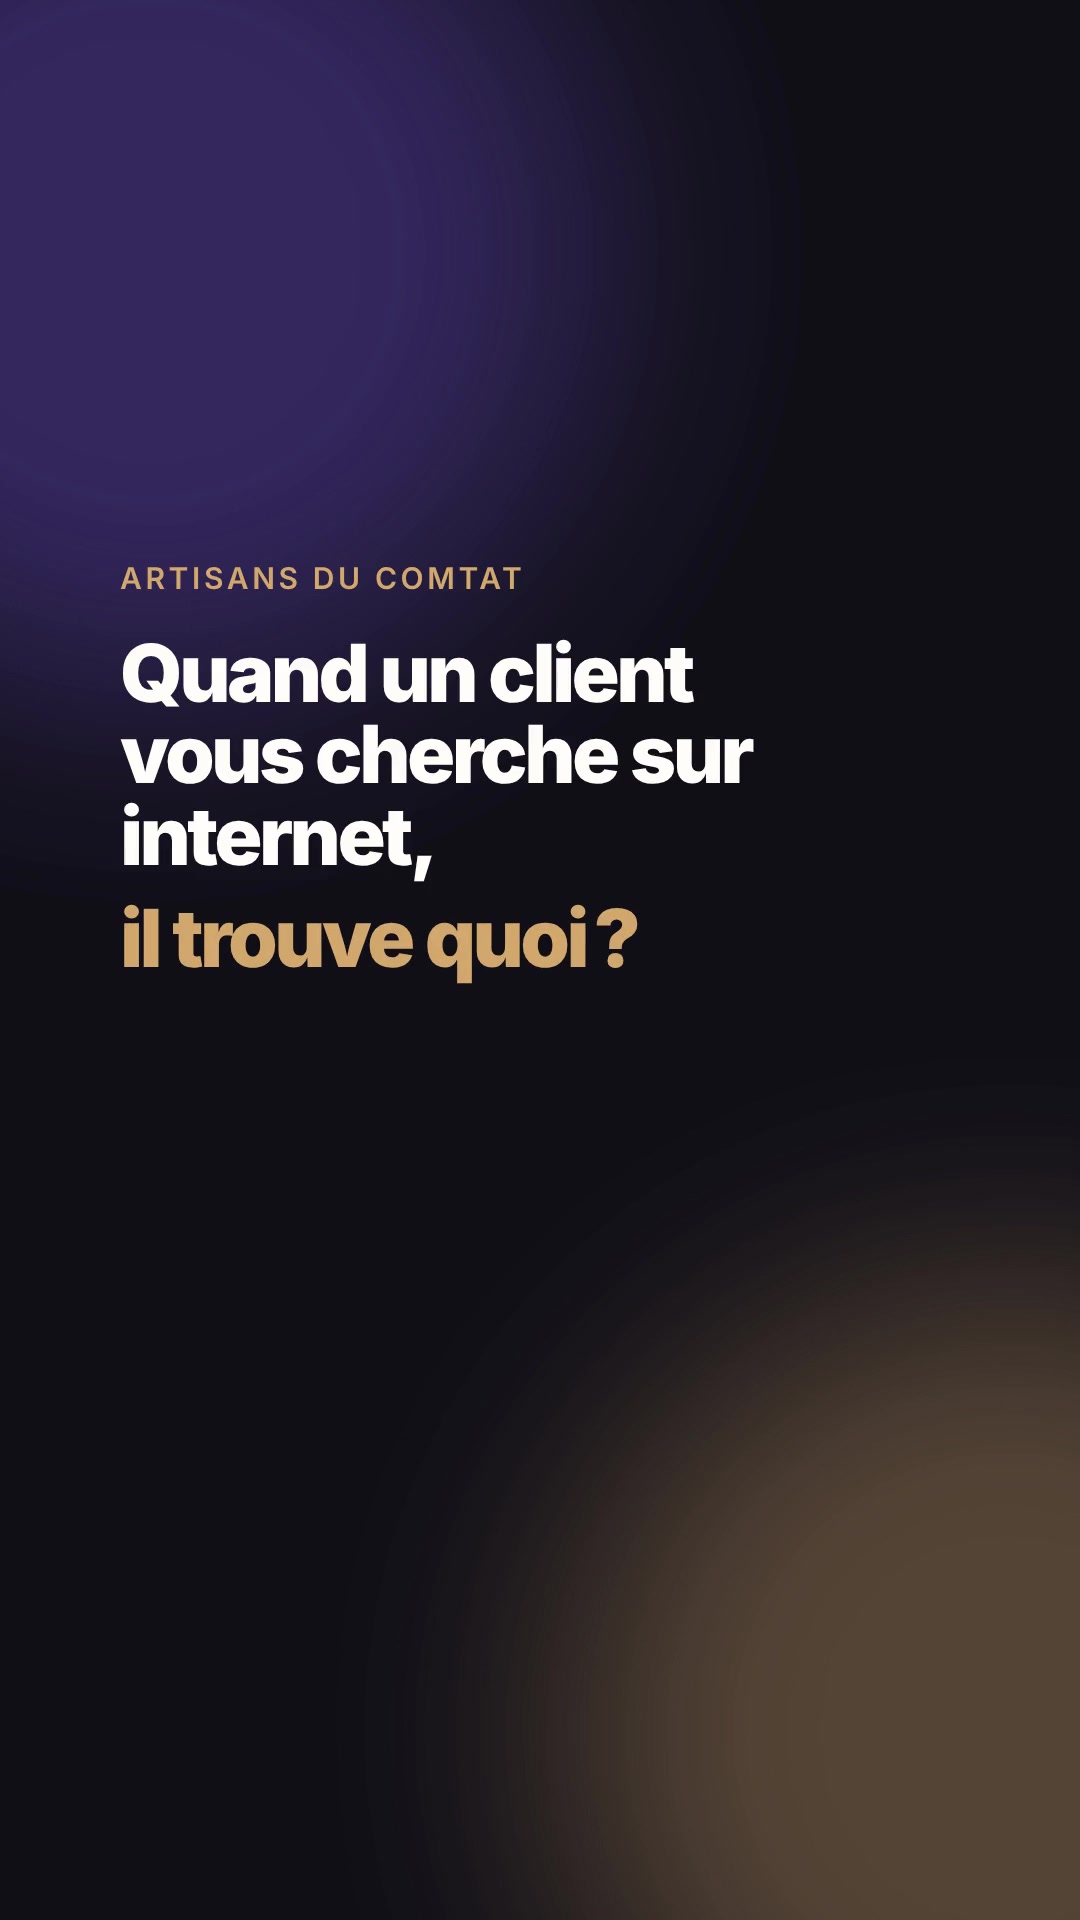 ARTISANS DU COMTAT
Quand un client
vous cherche sur
internet,
il trouve quoi ?